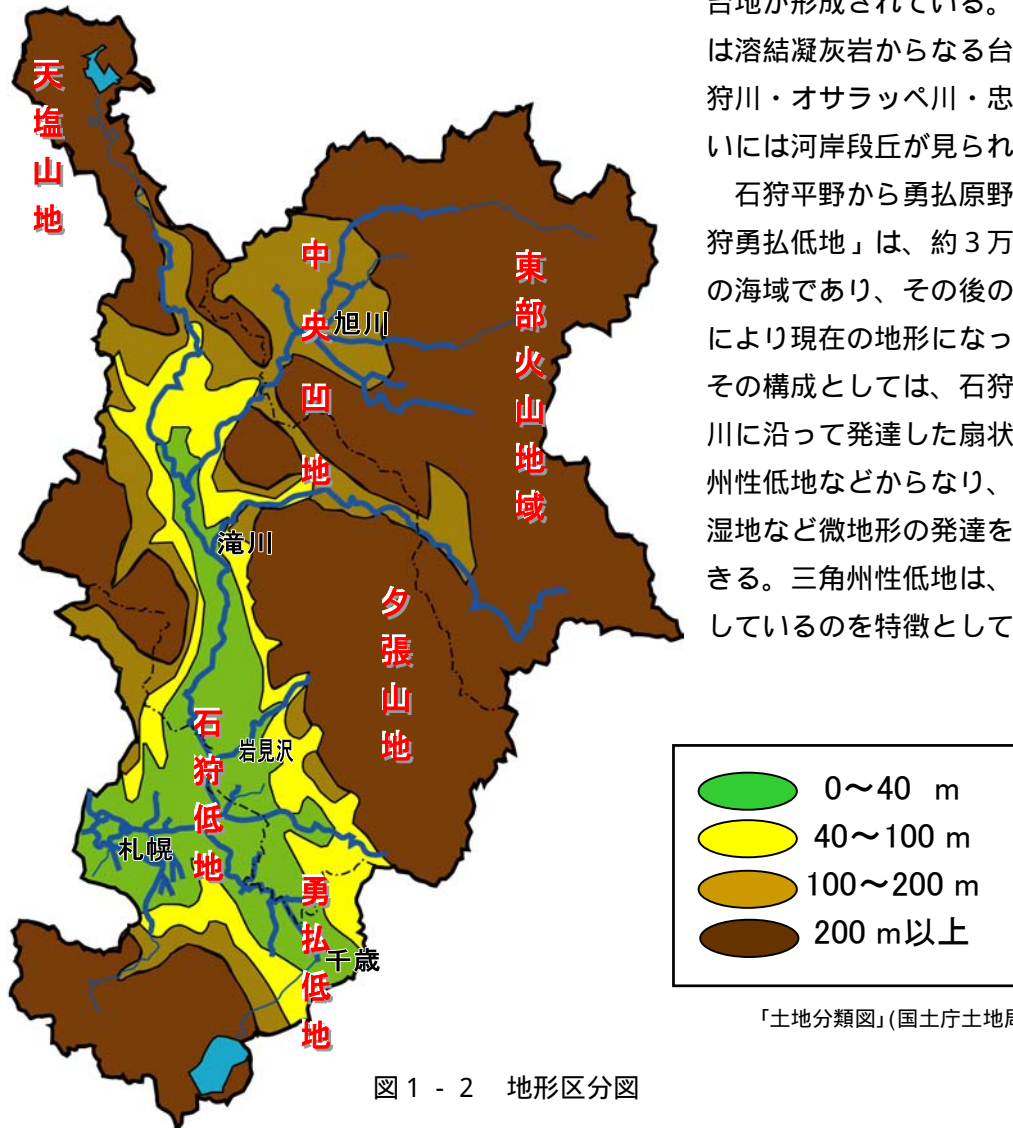 台地が形成されている。
は溶結凝灰岩からなる台
狩川・オサラッペ川・忠
いには河岸段丘が見られ
石狩平野から勇払原野
狩勇払低地」は、約３万
の海域であり、その後の
により現在の地形になっ
その構成としては、石狩
川に沿って発達した扇状
州性低地などからなり、
湿地など微地形の発達を
きる。三角州性低地は、
しているのを特徴として
天塩山地
中央凹地
東部火山地域
旭川
滝川
夕張山地
石狩低地
岩見沢
札幌
勇払低地
千歳
0～40 m
40～100 m
100～200 m
200 m以上
「土地分類図」(国土庁土地局
図１-２ 地形区分図